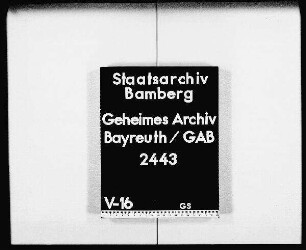 Staatsarchiv
Bamberg
Geheimes Archiv
Bayreuth / GAB
2443
V-16 GS